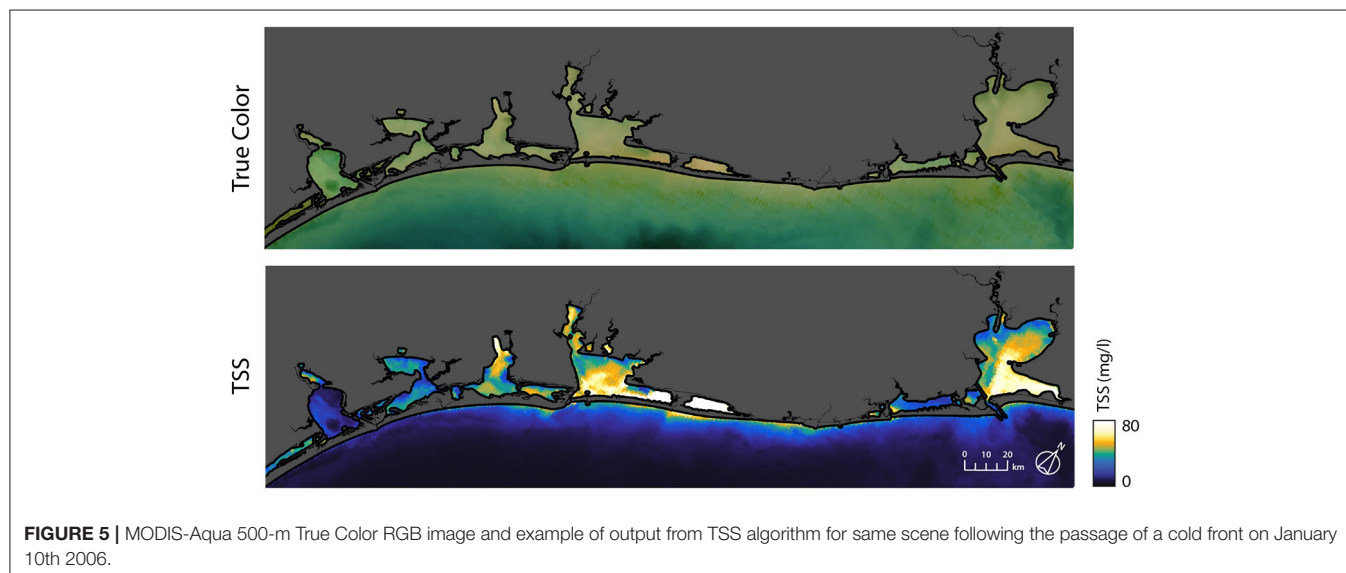 True Color
TSS
TSS (mg/l)
80
0
0 10 20
km
N
FIGURE 5 | MODIS-Aqua 500-m True Color RGB image and example of output from TSS algorithm for same scene following the passage of a cold front on January
10th 2006.